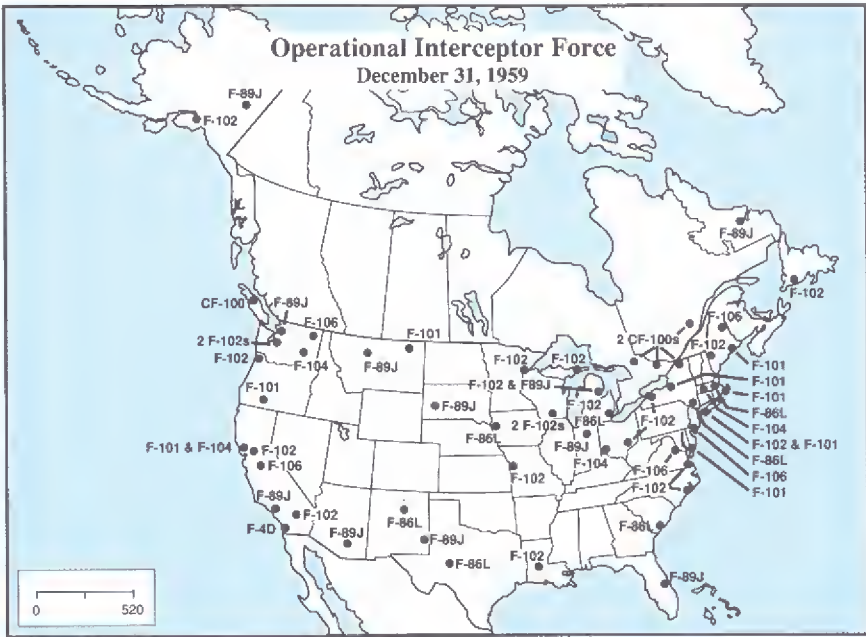 Operational Interceptor Force
December 31, 1959
F-89J
F-102
F-89J
F-102
CF-100
F-89J
2 F-102s
F-106
F-102
F-104
F-101
F-89J
F-101
F-102
F-102
2 CF-100s
F-106
F-102
F-102 & F89J
F-89J
F-101
F-102
F-86L
2 F-102s
F-86L
F-102
F-89J
F-104
F-101
F-101
F-101
F-86L
F-104
F-102 & F-101
F-86L
F-106
F-101
F-101 & F-104
F-102
F-106
F-102
F-106
F-102
F-89J
F-102
F-4D
F-89J
F-86L
F-89J
F-86L
F-102
F-86L
F-89J
0 520